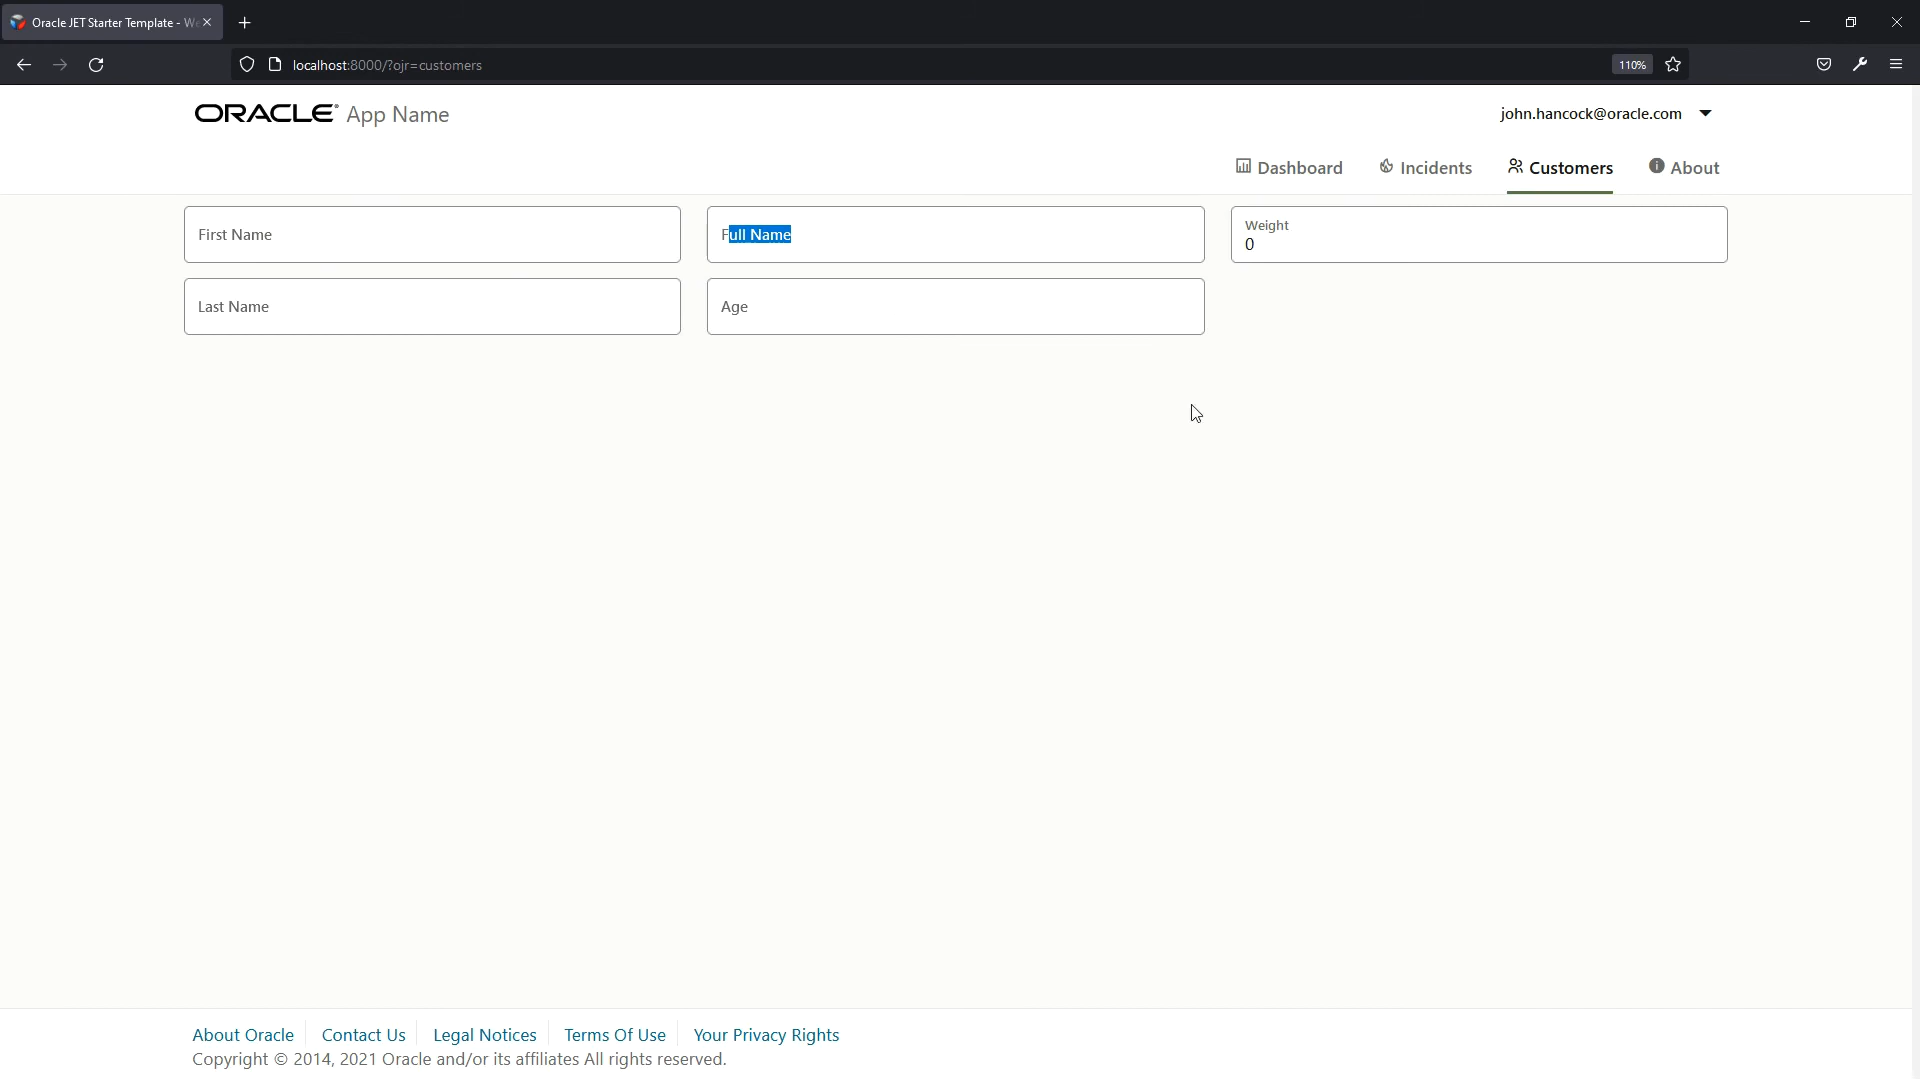 Oracle JET Starter Template - We
localhost:8000/?ojr=customers
110%
ORACLE® App Name
john.hancock@oracle.com
Dashboard
Incidents
Customers
About
First Name
Full Name
Weight
0
Last Name
Age
About Oracle
Contact Us
Legal Notices
Terms Of Use
Your Privacy Rights
Copyright © 2014, 2021 Oracle and/or its affiliates All rights reserved.